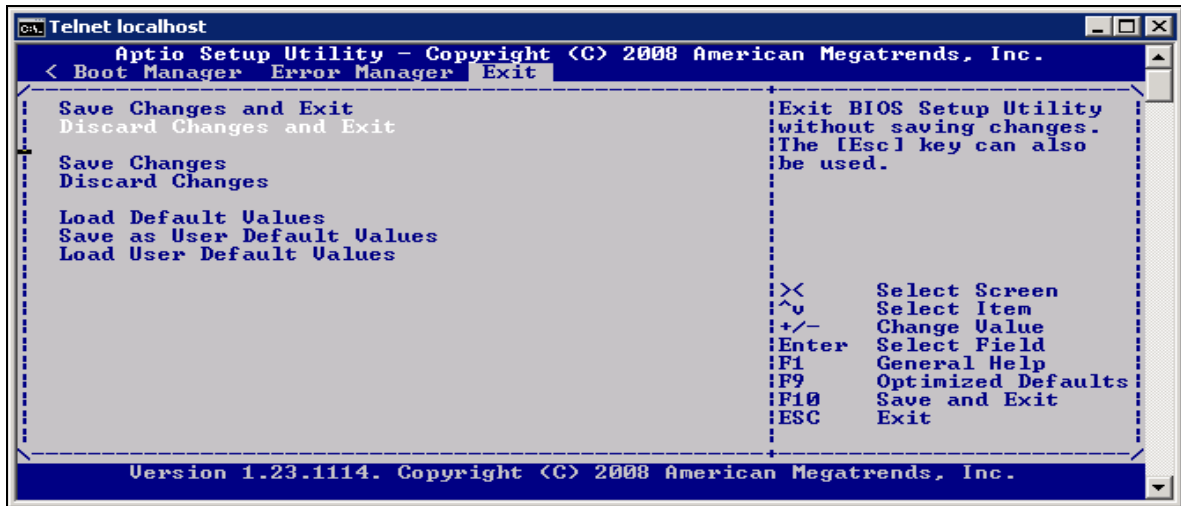 Telnet localhost
Aptio Setup Utility – Copyright (C) 2008 American Megatrends, Inc.
< Boot Manager Error Manager Exit
Save Changes and Exit
Discard Changes and Exit
Save Changes
Discard Changes
Load Default Values
Save as User Default Values
Load User Default Values
Exit BIOS Setup Utility
without saving changes.
The [Esc] key can also
be used.
>< Select Screen
^v Select Item
+/- Change Value
Enter Select Field
F1 General Help
F9 Optimized Defaults
F10 Save and Exit
ESC Exit
Version 1.23.1114. Copyright (C) 2008 American Megatrends, Inc.